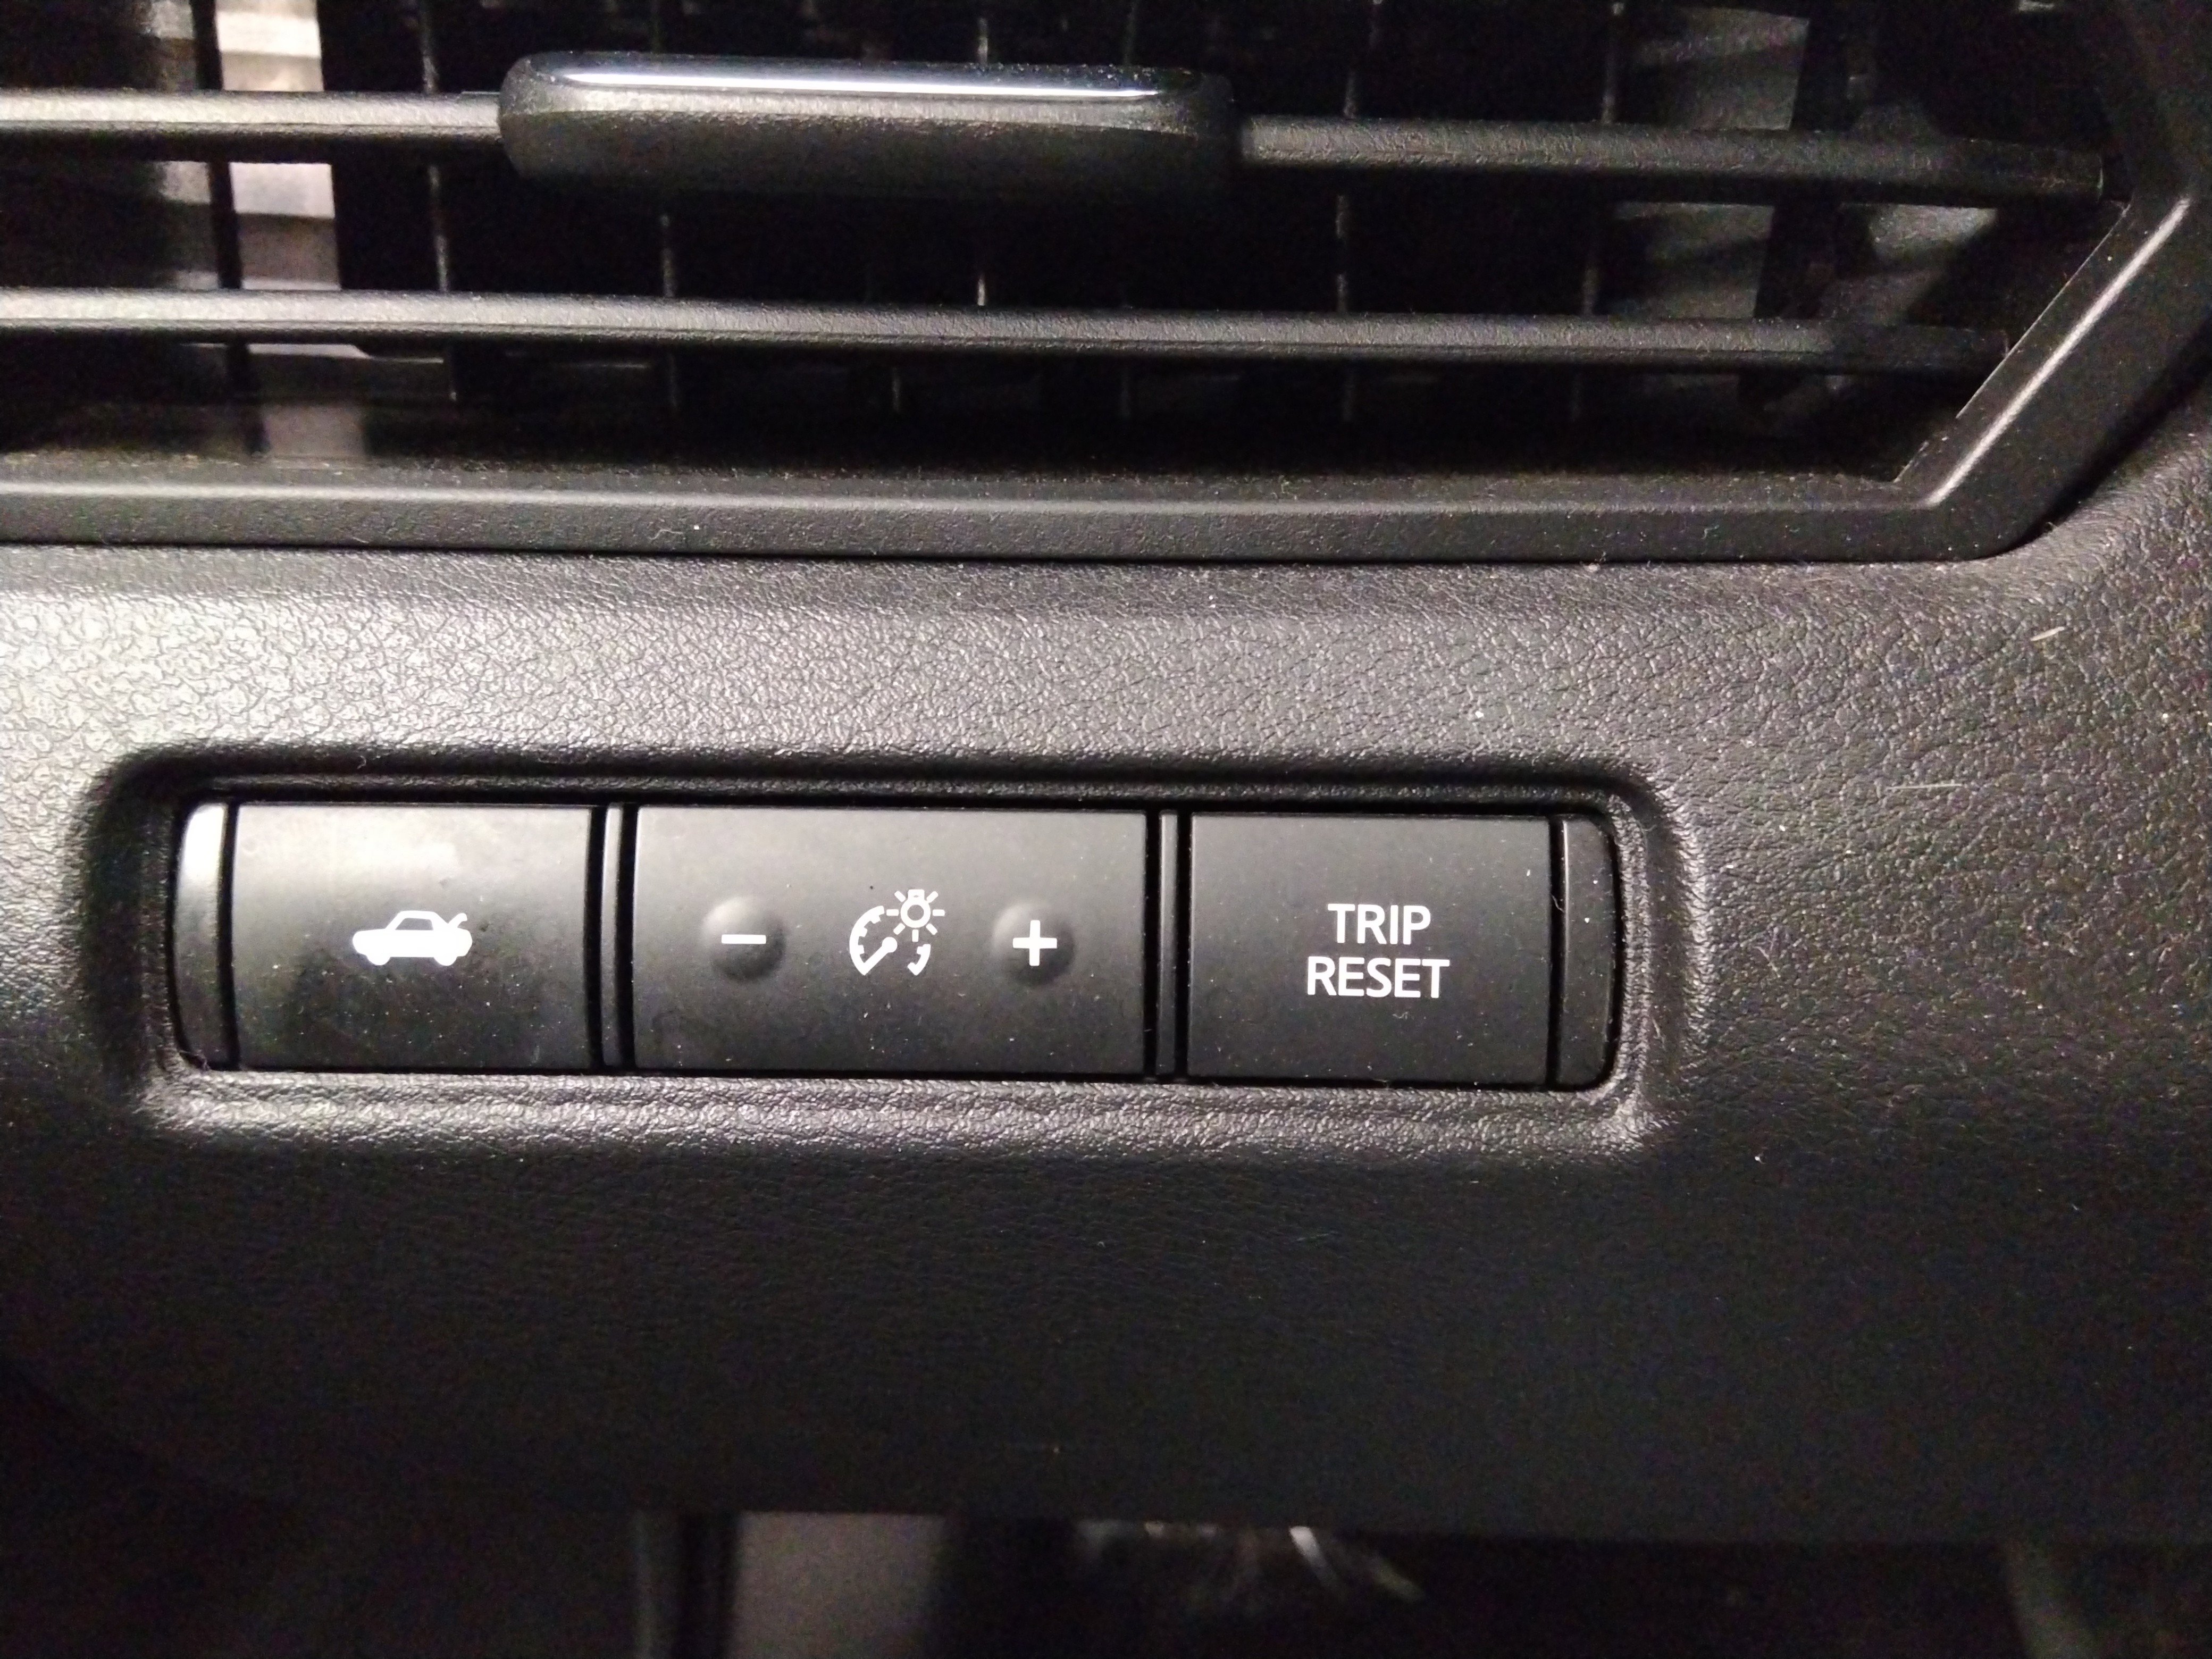 - +
TRIP
RESET